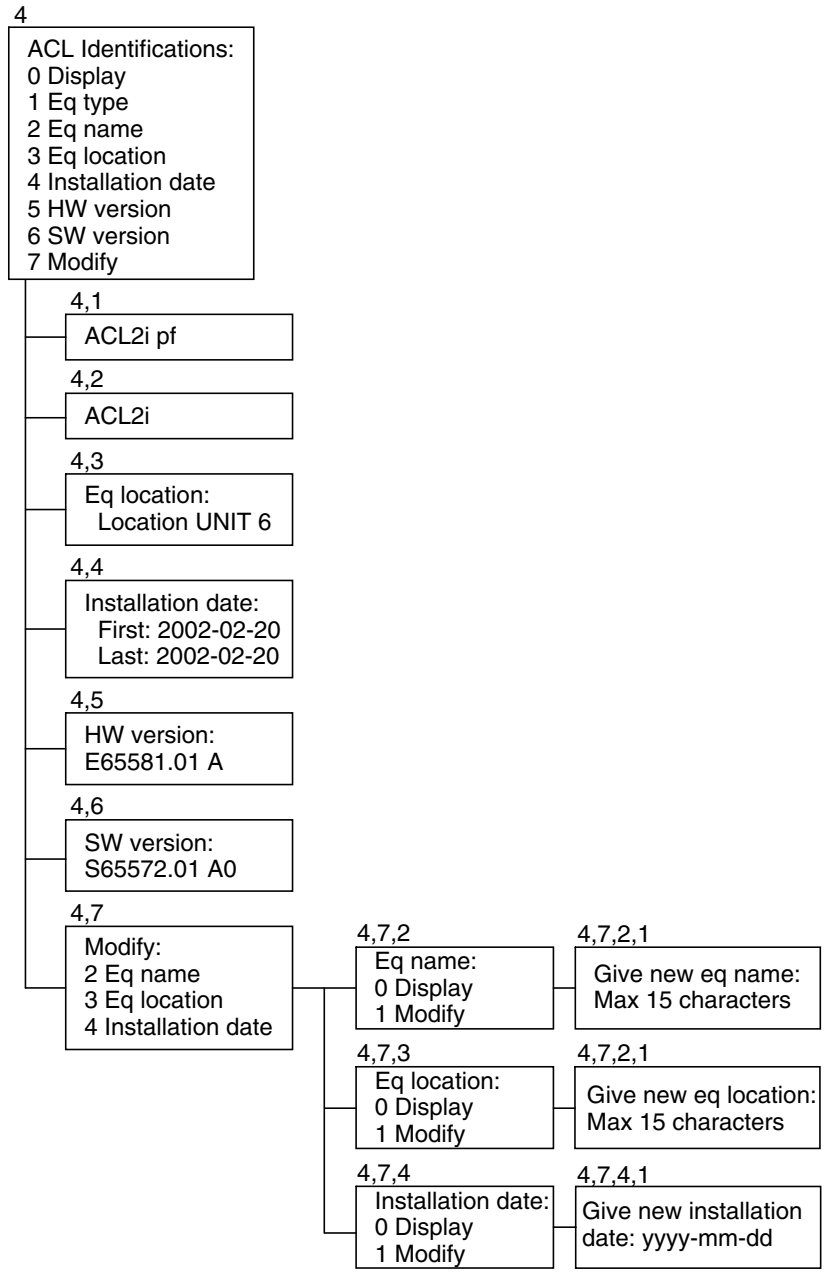 4
ACL Identifications:
0 Display
1 Eq type
2 Eq name
3 Eq location
4 Installation date
5 HW version
6 SW version
7 Modify
4,1
ACL2i pf
4,2
ACL2i
4,3
Eq location:
Location UNIT 6
4,4
Installation date:
First: 2002-02-20
Last: 2002-02-20
4,5
HW version:
E65581.01 A
4,6
SW version:
S65572.01 A0
4,7
Modify:
2 Eq name
3 Eq location
4 Installation date
4,7,2
Eq name:
0 Display
1 Modify
4,7,2,1
Give new eq name:
Max 15 characters
4,7,3
Eq location:
0 Display
1 Modify
4,7,2,1
Give new eq location:
Max 15 characters
4,7,4
Installation date:
0 Display
1 Modify
4,7,4,1
Give new installation
date: yyyy-mm-dd